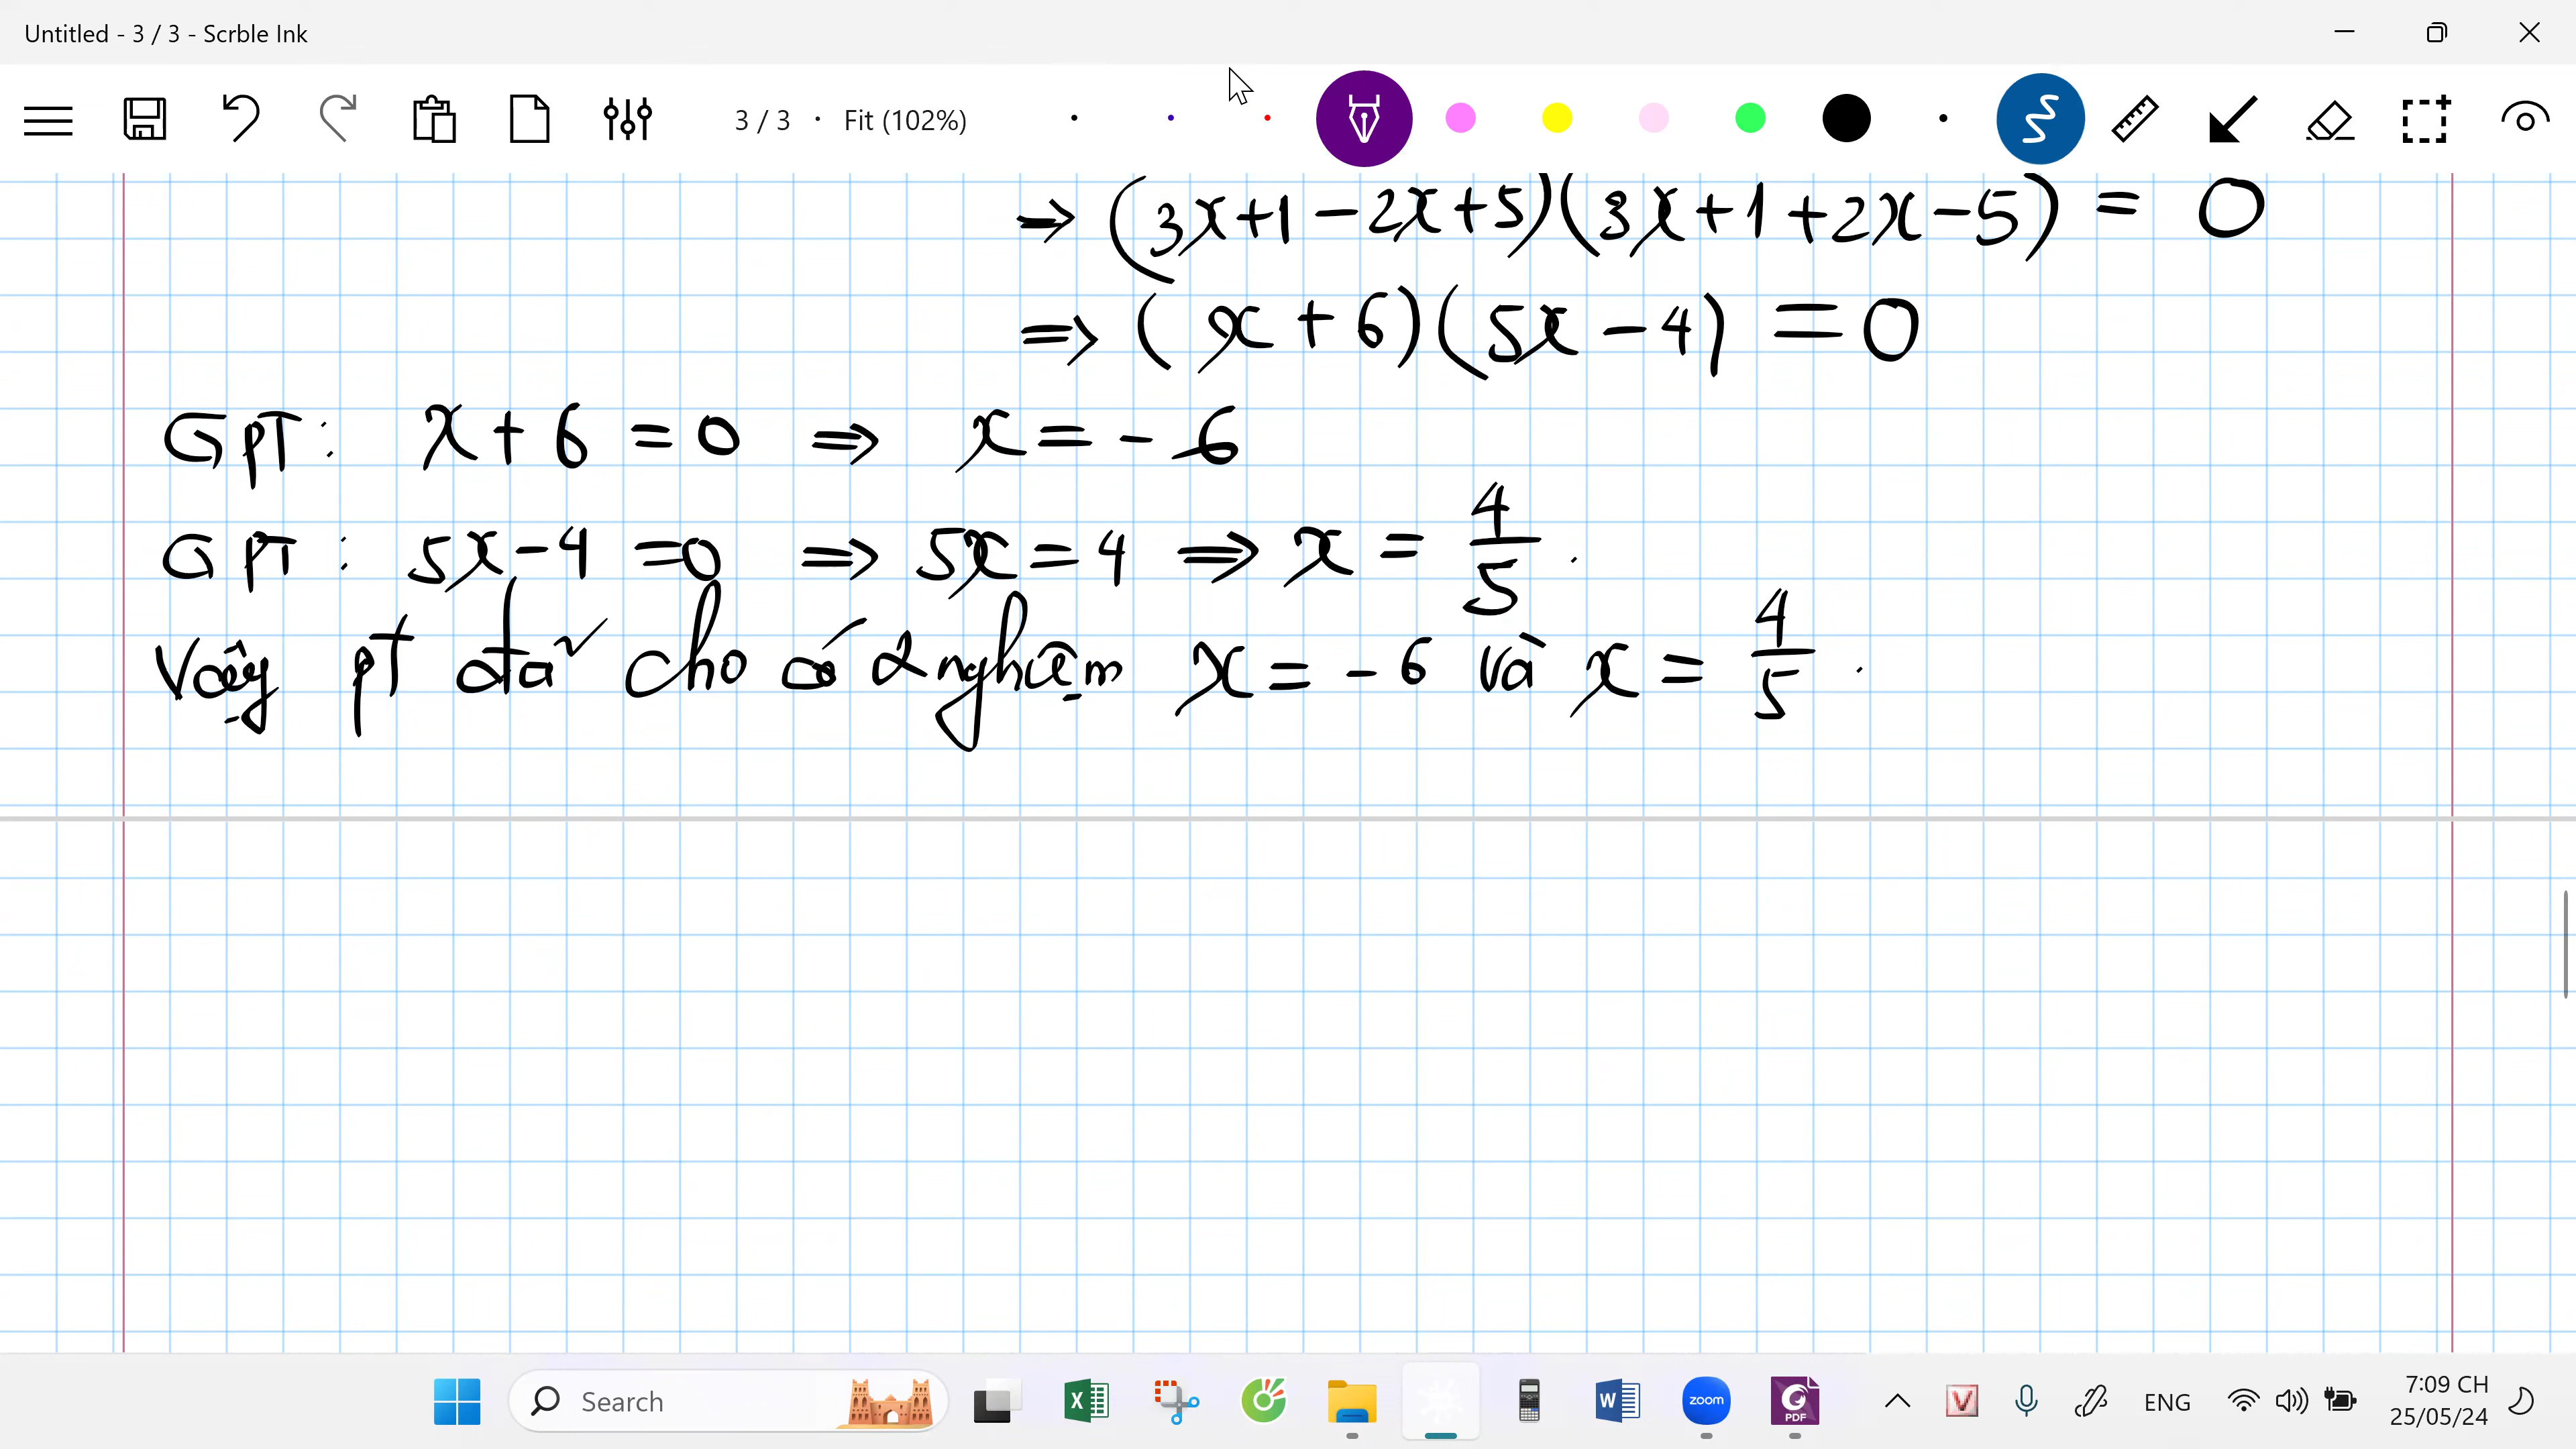 Untitled - 3 / 3 - Scrble Ink
3 / 3 · Fit (102%)
⇒ (3x+1-2x+5)(3x+1+2x-5) = 0
⇒ (x+6)(5x-4) = 0
GPT: x+6=0 ⇒ x=-6
GPT: 5x-4=0 ⇒ 5x=4 ⇒ x=4/5.
Vậy pT đã cho có 2 nghiệm x=-6 và x=4/5.
Search
zoom
PDF
ENG
7:09 CH
25/05/24